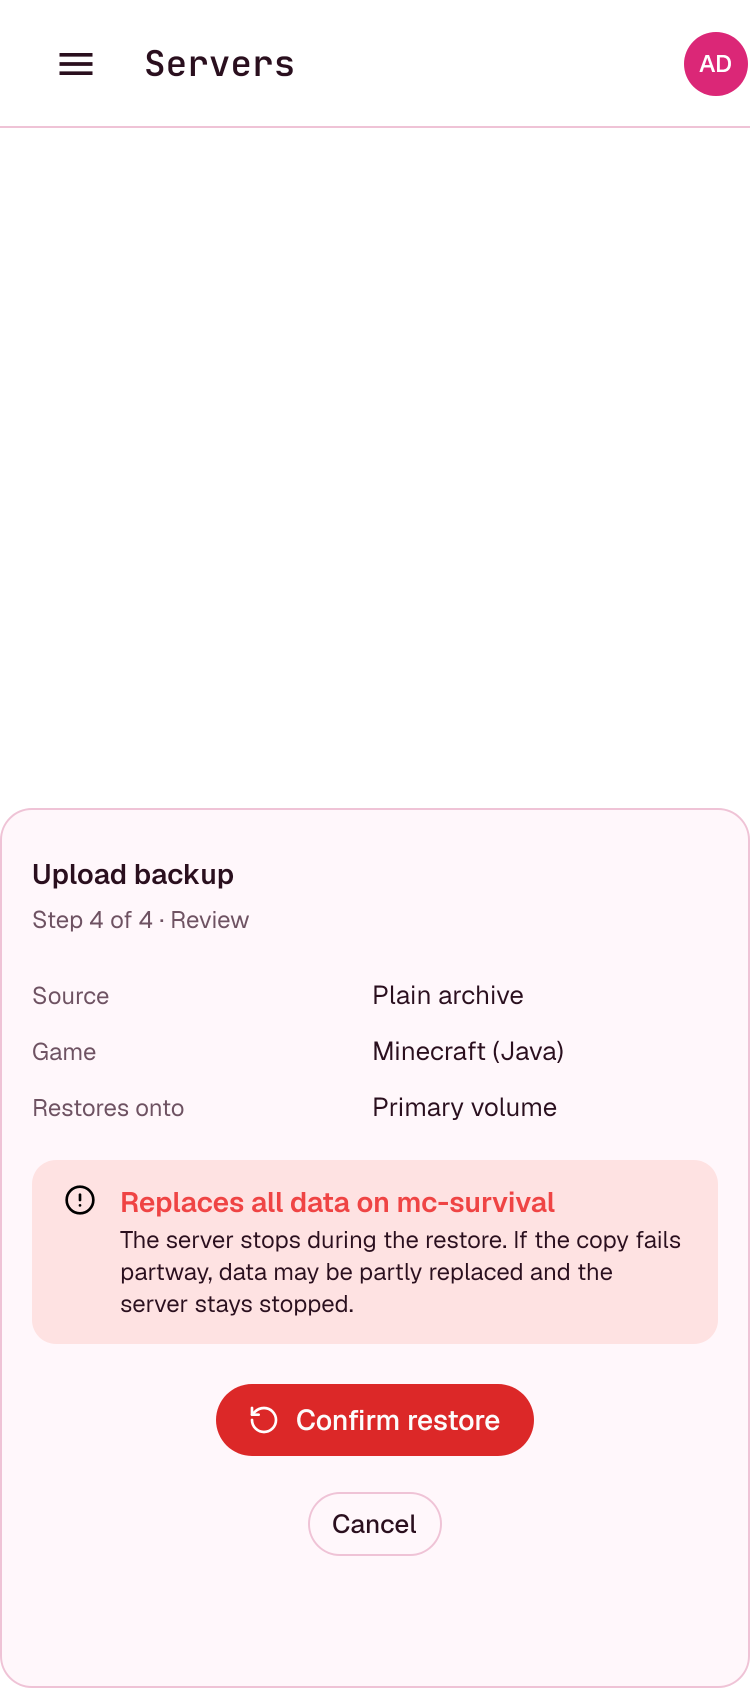 Servers
AD
Upload backup
Step 4 of 4 · Review
Source
Plain archive
Game
Minecraft (Java)
Restores onto
Primary volume
Replaces all data on mc-survival
The server stops during the restore. If the copy fails
partway, data may be partly replaced and the
server stays stopped.
Confirm restore
Cancel